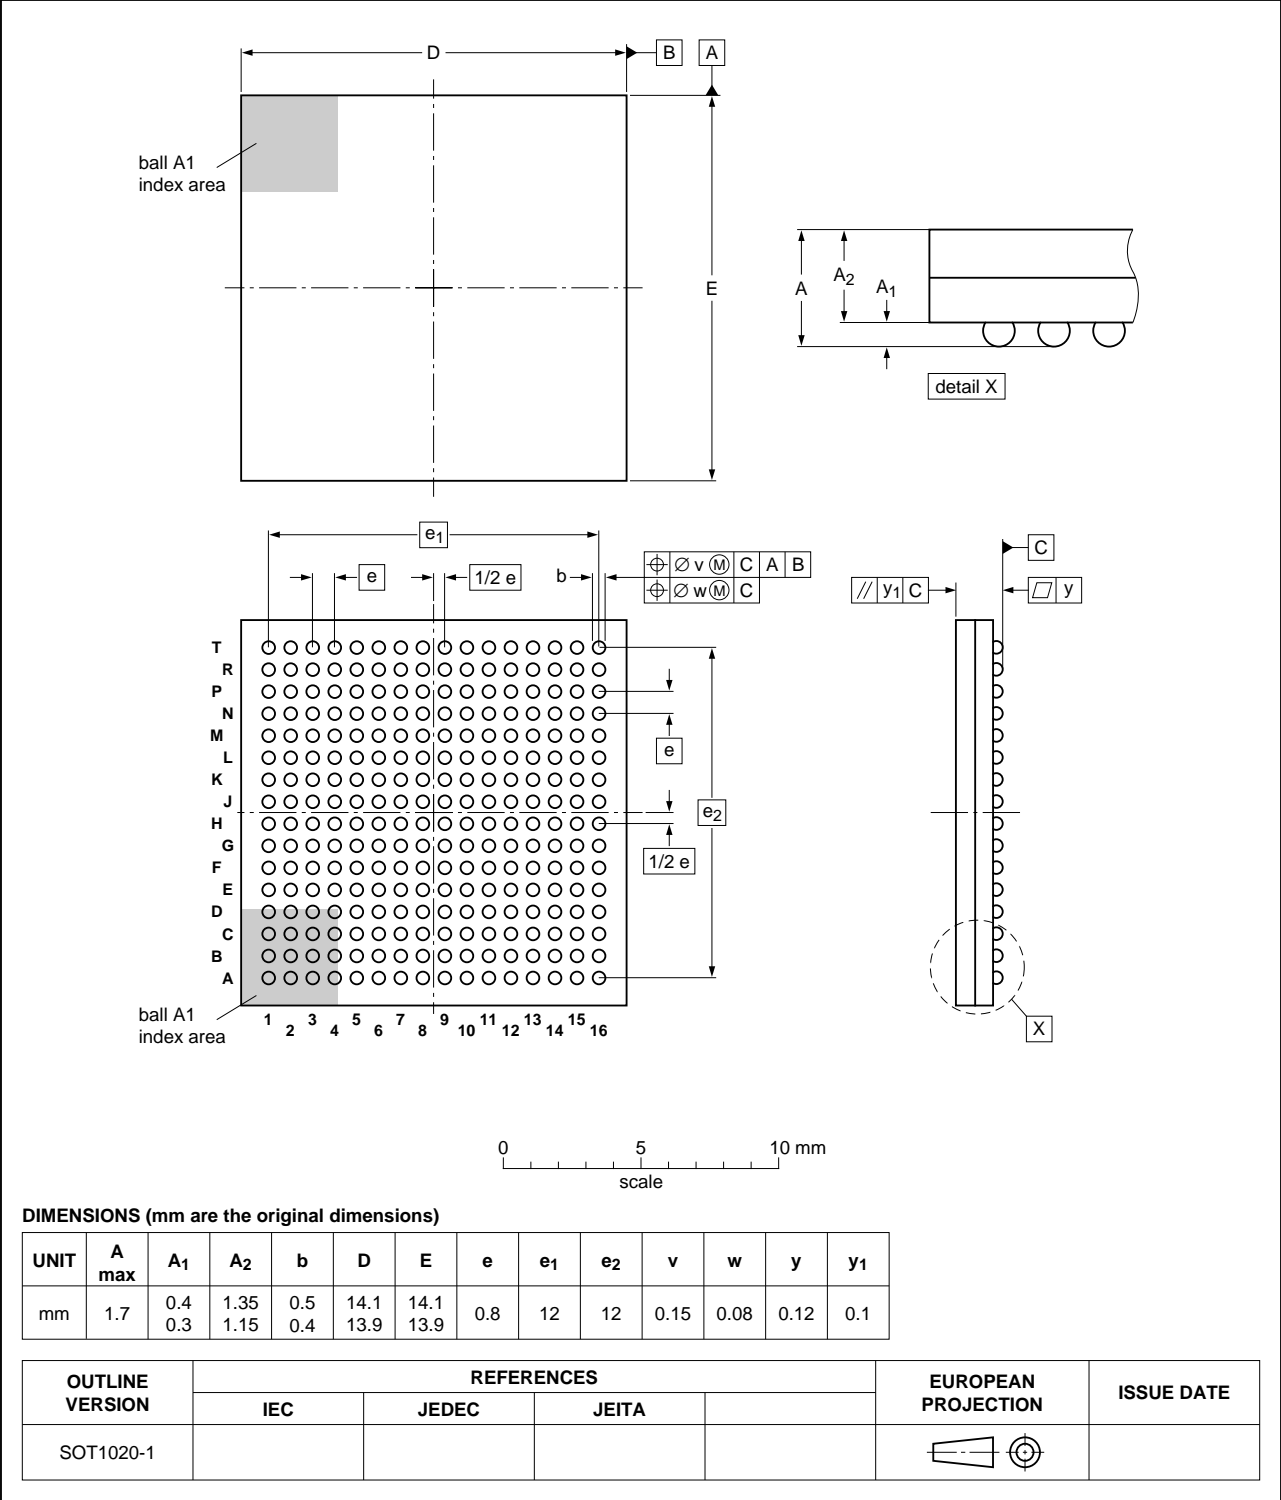 D
B
A
ball A1
index area
E
A
A2
A1
detail X
e1
e
1/2 e
b
⌖ ∅ v Ⓜ C A B
⌖ ∅ w Ⓜ C
C
// y1 C
▱ y
T
R
P
N
M
L
K
J
H
G
F
E
D
C
B
A
e
e2
1/2 e
ball A1
index area
1 2 3 4 5 6 7 8 9 10 11 12 13 14 15 16
X
0 5 10 mm
scale
DIMENSIONS (mm are the original dimensions)
UNIT A max A1 A2 b D E e e1 e2 v w y y1
mm 1.7 0.4 0.3 1.35 1.15 0.5 0.4 14.1 13.9 14.1 13.9 0.8 12 12 0.15 0.08 0.12 0.1
OUTLINE VERSION REFERENCES EUROPEAN PROJECTION ISSUE DATE
IEC JEDEC JEITA
SOT1020-1